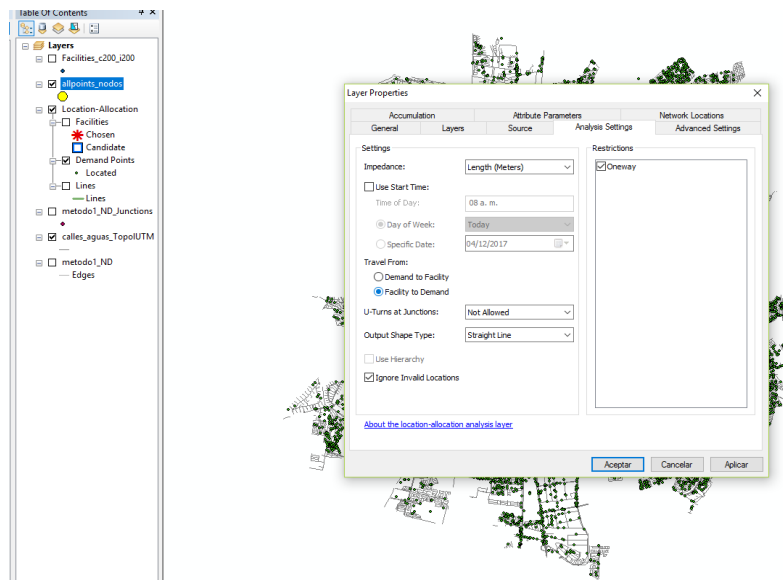 Table Of Contents
Layers
Facilities_c200_i200
allpoints_nodos
Location-Allocation
Facilities
Chosen
Candidate
Demand Points
Located
Lines
Lines
metodo1_ND_Junctions
calles_aguas_TopolUTM
metodo1_ND
Edges
Layer Properties
Accumulation Attribute Parameters Network Locations
General Layers Source Analysis Settings Advanced Settings
Settings
Impedance: Length (Meters)
Use Start Time:
Time of Day: 08 a. m.
Day of Week: Today
Specific Date: 04/12/2017
Travel From:
Demand to Facility
Facility to Demand
U-Turns at Junctions: Not Allowed
Output Shape Type: Straight Line
Use Hierarchy
Ignore Invalid Locations
About the location-allocation analysis layer
Restrictions
Oneway
Aceptar Cancelar Aplicar